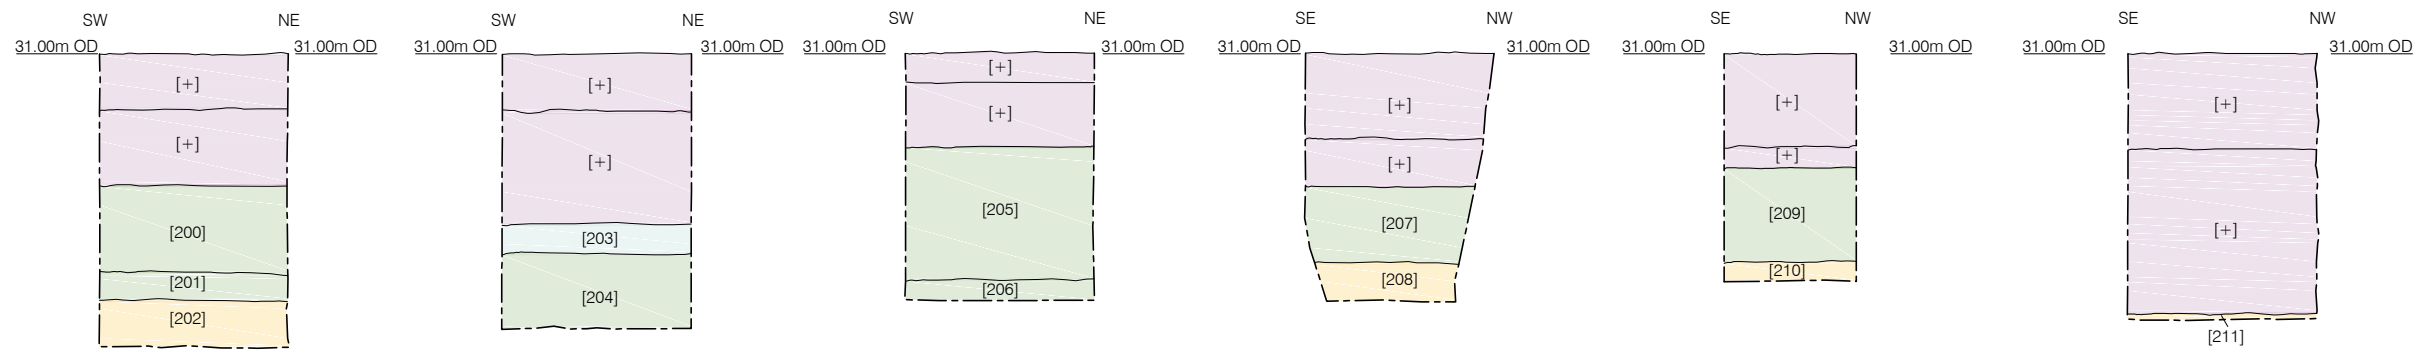 SW NE SW NE SW NE SE NW SE NW SE NW
31.00m OD 31.00m OD 31.00m OD 31.00m OD 31.00m OD 31.00m OD 31.00m OD 31.00m OD 31.00m OD 31.00m OD 31.00m OD 31.00m OD
[+] [+] [+] [+] [+] [+]
[+] [+] [+] [+] [+] [+]
[200] [203] [205] [207] [209]
[201] [204] [206] [208] [210] [211]
[202]